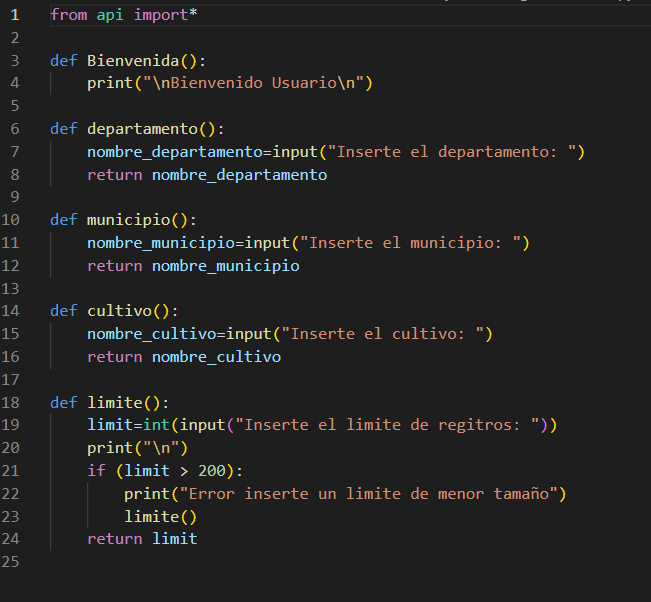 1 from api import*
2
3 def Bienvenida():
4     print("\nBienvenido Usuario\n")
5
6 def departamento():
7     nombre_departamento=input("Inserte el departamento: ")
8     return nombre_departamento
9
10 def municipio():
11     nombre_municipio=input("Inserte el municipio: ")
12     return nombre_municipio
13
14 def cultivo():
15     nombre_cultivo=input("Inserte el cultivo: ")
16     return nombre_cultivo
17
18 def limite():
19     limit=int(input("Inserte el limite de regitros: "))
20     print("\n")
21     if (limit > 200):
22         print("Error inserte un limite de menor tamaño")
23         limite()
24     return limit
25